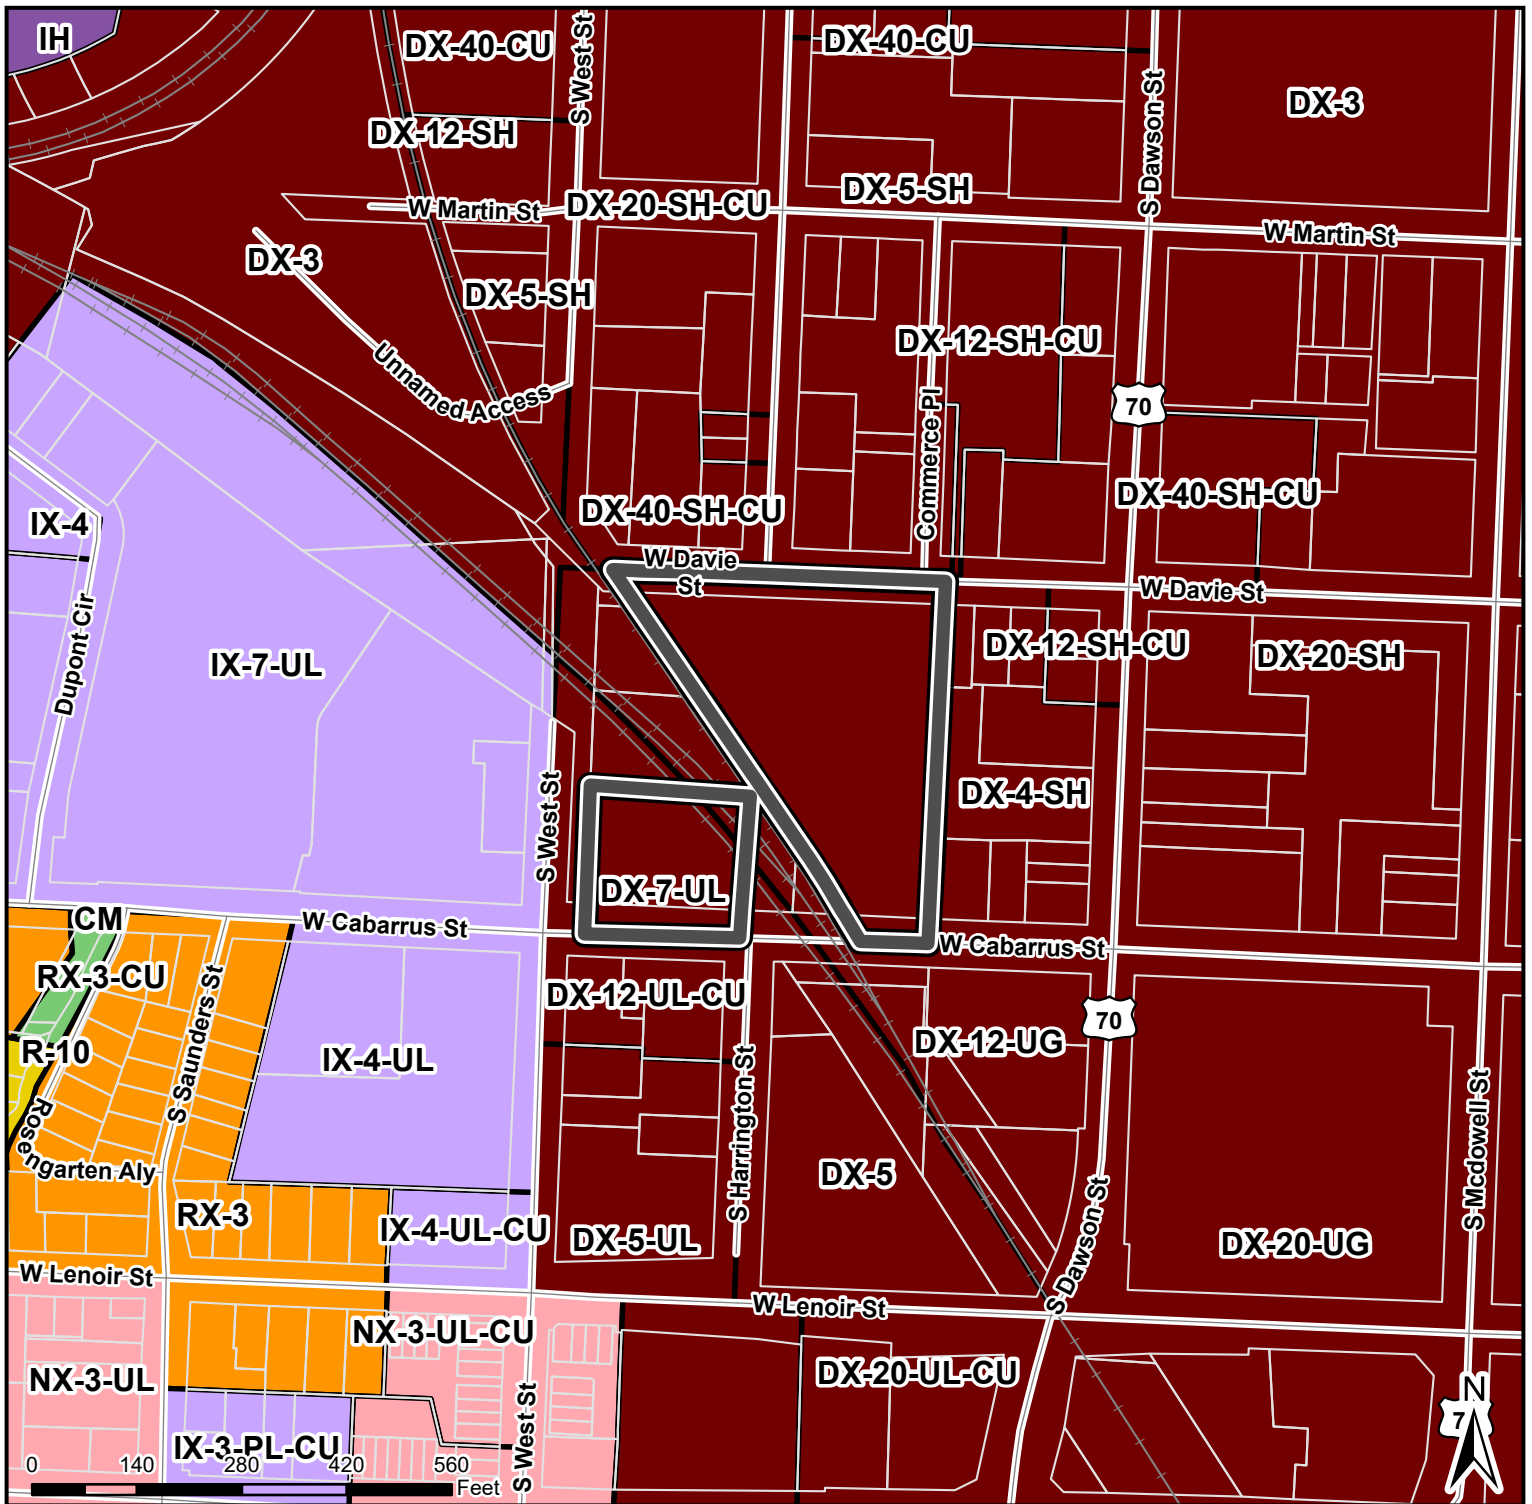 IH
DX-40-CU
S West St
DX-40-CU
S Dawson St
DX-3
DX-12-SH
W Martin St
DX-20-SH-CU
DX-5-SH
W Martin St
DX-3
DX-5-SH
Unnamed Access
DX-12-SH-CU
Commerce Pl
70
IX-4
DX-40-SH-CU
DX-40-SH-CU
W Davie
St
W Davie St
Dupont Cir
IX-7-UL
DX-12-SH-CU
DX-20-SH
S West St
DX-4-SH
DX-7-UL
CM
W Cabarrus St
W Cabarrus St
RX-3-CU
S Saunders St
DX-12-UL-CU
70
R-10
IX-4-UL
DX-12-UG
Rosengarten Aly
S Harrington St
S Mcdowell St
DX-5
RX-3
IX-4-UL-CU
DX-5-UL
S Dawson St
DX-20-UG
W Lenoir St
W Lenoir St
NX-3-UL-CU
NX-3-UL
DX-20-UL-CU
N
7
S West St
IX-3-PL-CU
0 140 280 420 560
Feet